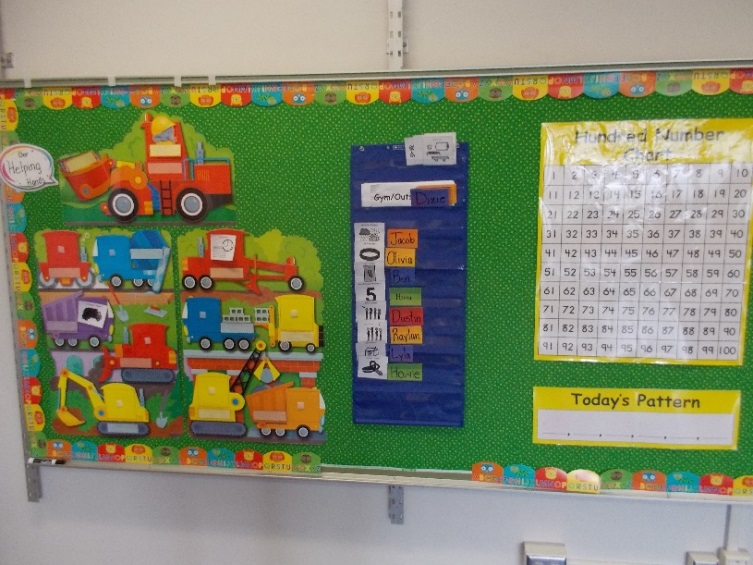 Our
Helping
Hands
Gym/Outs
Dixie
Jacob
Olivia
Ben
5
Dustin
Raylan
Lyla
Howie
Hundred Number
Chart
1 2 3 4 5 6 7 8 9 10
11 12 13 14 15 16 17 18 19 20
21 22 23 24 25 26 27 28 29 30
31 32 33 34 35 36 37 38 39 40
41 42 43 44 45 46 47 48 49 50
51 52 53 54 55 56 57 58 59 60
61 62 63 64 65 66 67 68 69 70
71 72 73 74 75 76 77 78 79 80
81 82 83 84 85 86 87 88 89 90
91 92 93 94 95 96 97 98 99 100
Today's Pattern